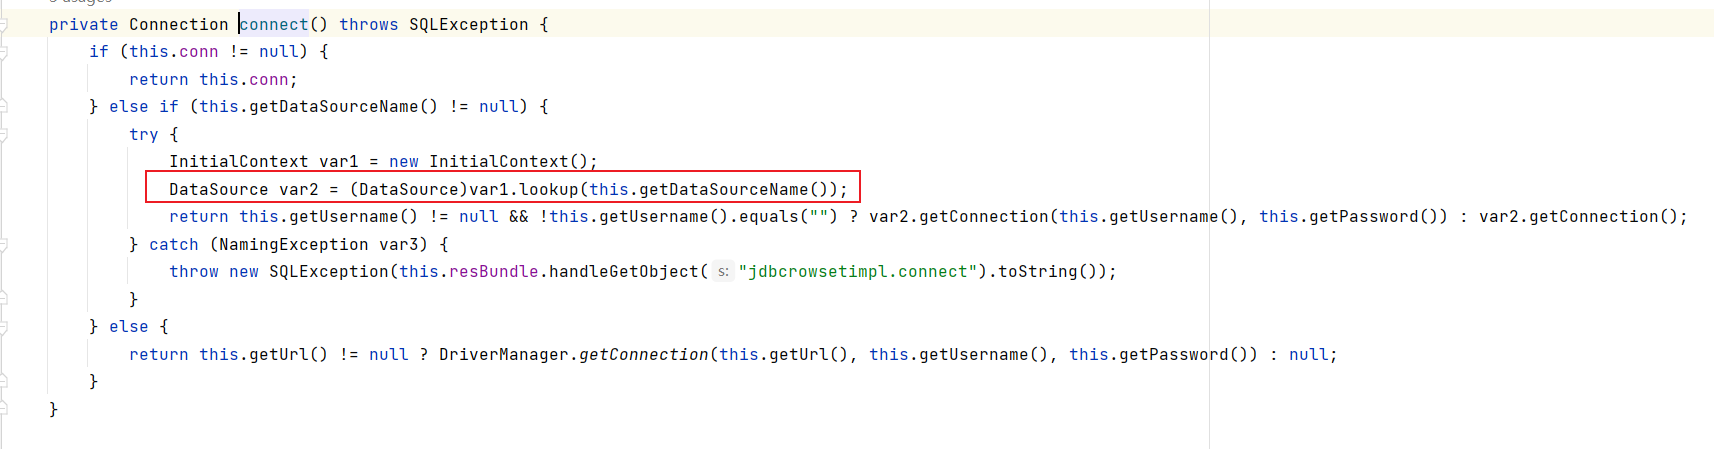 usages
private Connection connect() throws SQLException {
if (this.conn != null) {
return this.conn;
} else if (this.getDataSourceName() != null) {
try {
InitialContext var1 = new InitialContext();
DataSource var2 = (DataSource)var1.lookup(this.getDataSourceName());
return this.getUsername() != null && !this.getUsername().equals("") ? var2.getConnection(this.getUsername(), this.getPassword()) : var2.getConnection();
} catch (NamingException var3) {
throw new SQLException(this.resBundle.handleGetObject( s: "jdbcrowsetimpl.connect").toString());
}
} else {
return this.getUrl() != null ? DriverManager.getConnection(this.getUrl(), this.getUsername(), this.getPassword()) : null;
}
}